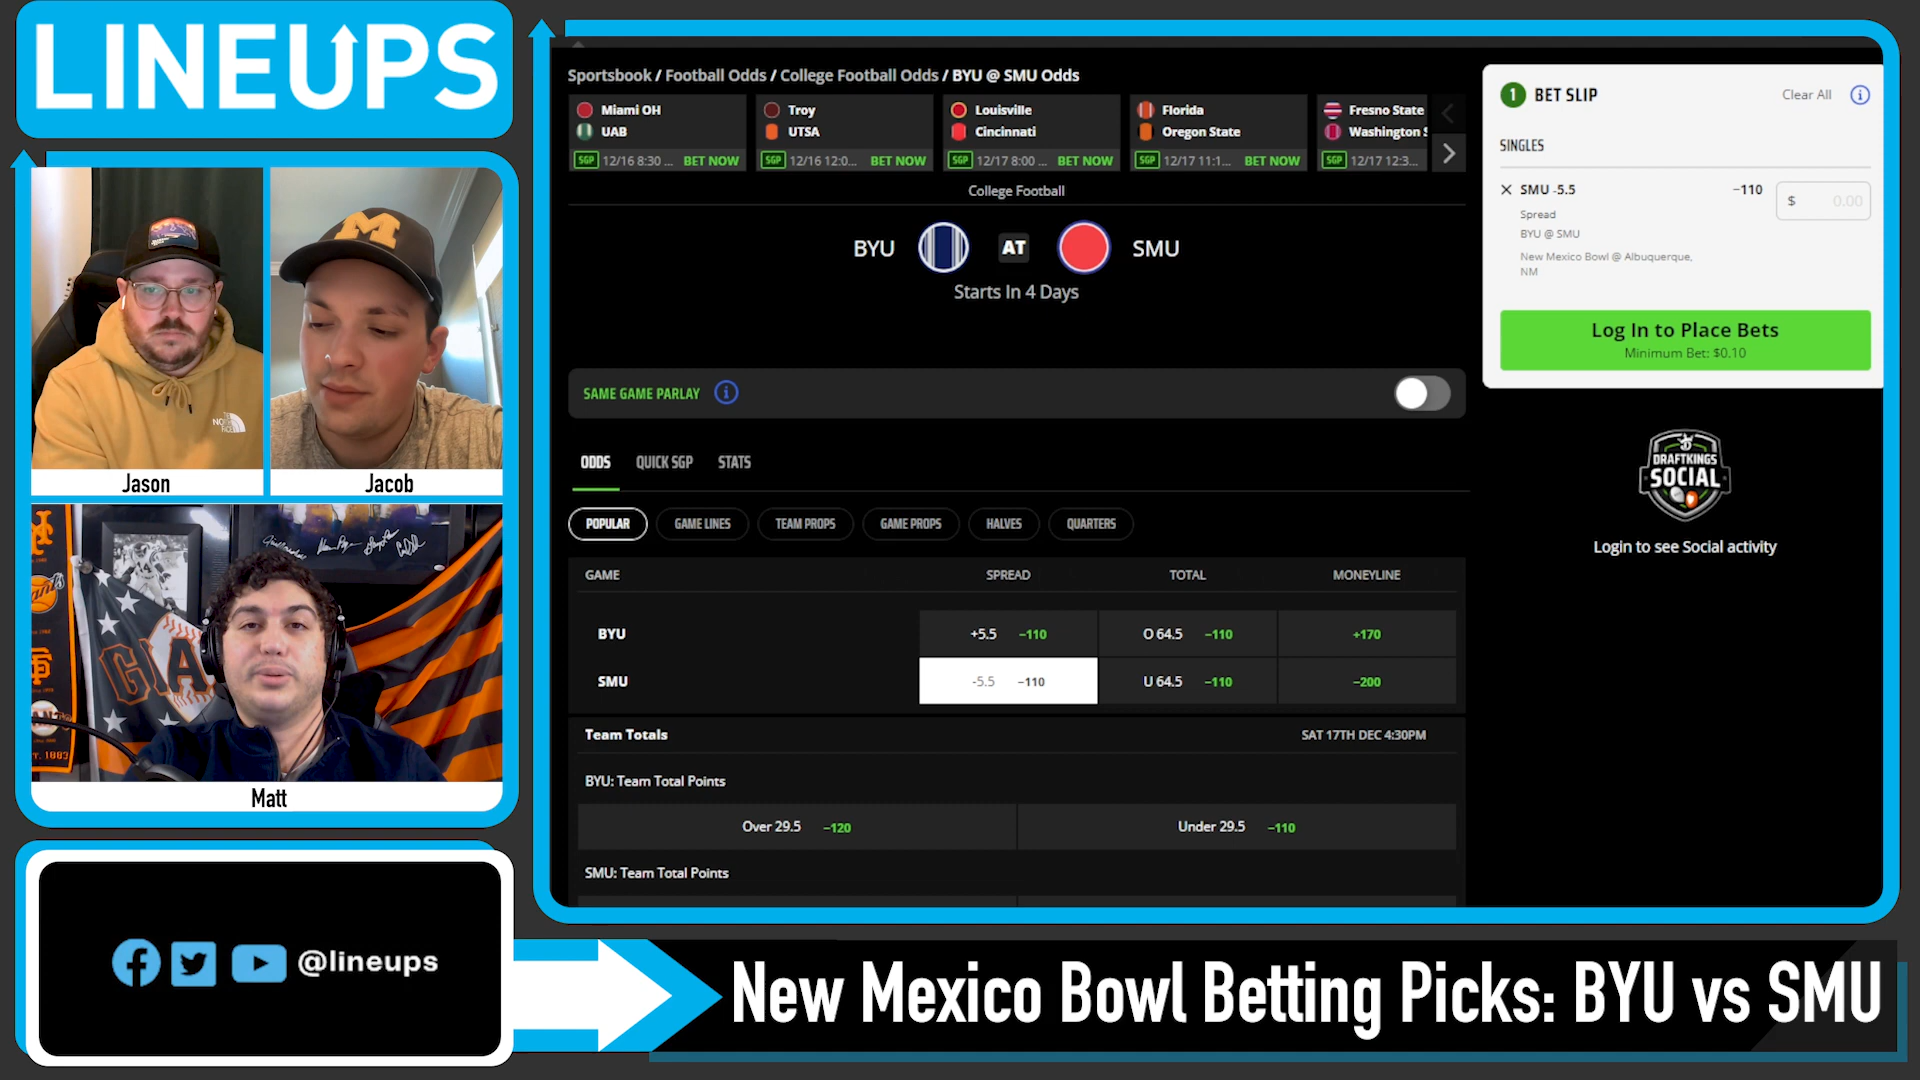 LINEUPS
Jason
Jacob
Matt
@lineups
Sportsbook / Football Odds / College Football Odds / BYU @ SMU Odds
Miami OH
UAB
SGP 12/16 8:30 ... BET NOW
Troy
UTSA
SGP 12/16 12:0... BET NOW
Louisville
Cincinnati
SGP 12/17 8:00 ... BET NOW
Florida
Oregon State
SGP 12/17 11:1... BET NOW
Fresno State
Washington S
SGP 12/17 12:3...
College Football
BYU AT SMU
Starts In 4 Days
SAME GAME PARLAY
ODDS QUICK SGP STATS
POPULAR GAME LINES TEAM PROPS GAME PROPS HALVES QUARTERS
GAME SPREAD TOTAL MONEYLINE
BYU +5.5 −110 O 64.5 −110 +170
SMU -5.5 −110 U 64.5 −110 −200
Team Totals SAT 17TH DEC 4:30PM
BYU: Team Total Points
Over 29.5 −120 Under 29.5 −110
SMU: Team Total Points
1 BET SLIP Clear All
SINGLES
SMU -5.5 −110 $ 0.00
Spread
BYU @ SMU
New Mexico Bowl @ Albuquerque,
NM
Log In to Place Bets
Minimum Bet: $0.10
DRAFTKINGS
SOCIAL
Login to see Social activity
New Mexico Bowl Betting Picks: BYU vs SMU